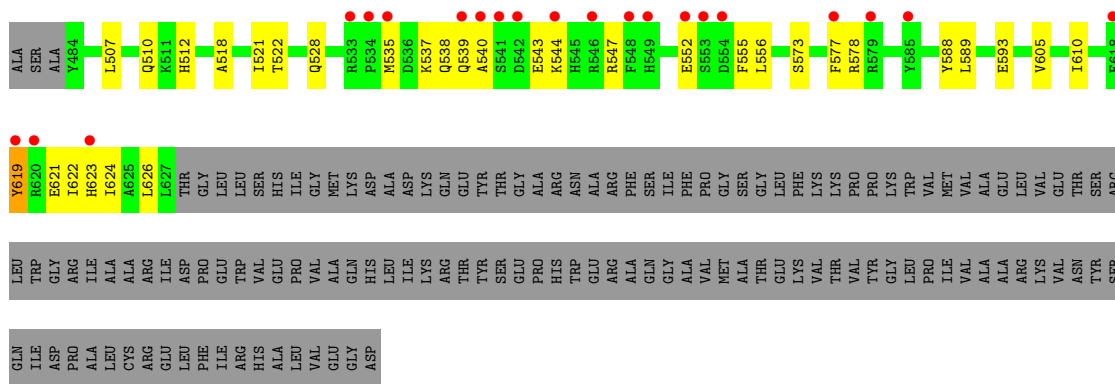 ALA SER ALA Y484 L507 Q510 K511 H512 A518 I521 T522 Q528 R533 P534 M535 D536 K537 Q538 Q539 A540 S541 D542 E543 K544 H545 R546 R547 F548 H549 E552 S553 D554 F555 L556 S573 F577 R578 R579 Y585 Y588 L589 E593 V605 I610 E618
Y619 R620 E621 I622 H623 I624 A625 L626 L627 THR GLY LEU LEU SER HIS ILE GLY MET LYS ASP ALA ASP LYS GLN GLU TYR THR GLY ALA ARG ASN ALA ARG PHE SER ILE PHE PRO GLY SER GLY LEU PHE LYS LYS PRO PRO LYS TRP VAL MET VAL ALA GLU LEU VAL GLU THR SER ARG
LEU TRP GLY ARG ILE ALA ALA ARG ILE ASP PRO GLU TRP VAL GLU PRO VAL ALA GLN HIS LEU ILE LYS ARG THR TYR SER GLU PRO HIS TRP GLU ARG ALA GLN GLY ALA VAL MET ALA THR GLU LYS VAL THR VAL TYR GLY LEU PRO ILE VAL ALA ALA ARG LYS VAL ASN TYR SER
GLN ILE ASP PRO ALA LEU CYS ARG GLU LEU PHE ILE ARG HIS ALA LEU VAL GLU GLY ASP